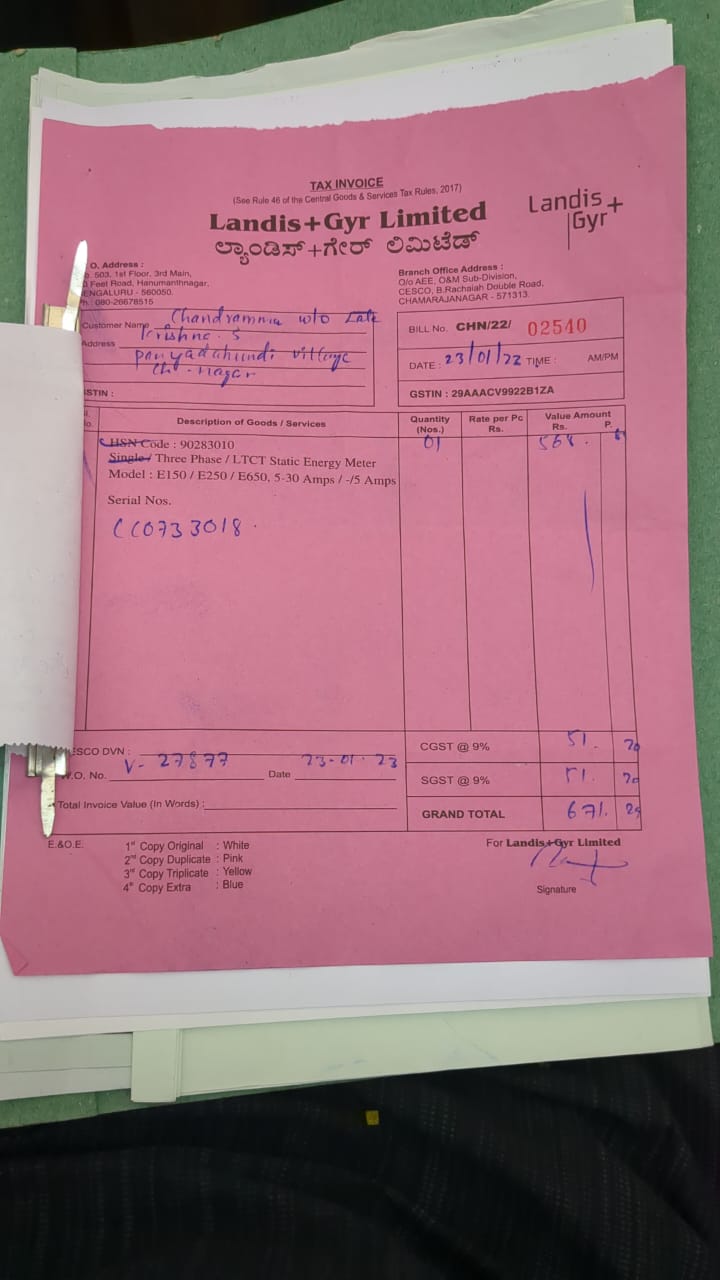 TAX INVOICE
(See Rule 46 of the Central Goods & Services Tax Rules, 2017)
Landis+Gyr Limited
ಲ್ಯಾಂಡಿಸ್+ಗೇರ್ ಲಿಮಿಟೆಡ್
Landis+
Gyr
O. Address :
503, 1st Floor, 3rd Main,
Feet Road, Hanumanthnagar,
ENGALURU - 560050.
080-26678515
Branch Office Address :
O/o AEE, O&M Sub-Division,
CESCO, B.Rachaiah Double Road,
CHAMARAJANAGAR - 571313.
Customer Name Chandramma w/o Late
Krishna. S
Address Panyadahundi village
Ch-nagar
STIN :
BILL No. CHN/22/ 02540
DATE : 23/01/22 TIME : AM/PM
GSTIN : 29AAACV9922B1ZA
Description of Goods / Services
Quantity (Nos.)
Rate per Pc Rs.
Value Amount Rs. P.
HSN Code : 90283010
01
568.
Single / Three Phase / LTCT Static Energy Meter
Model : E150 / E250 / E650, 5-30 Amps / -/5 Amps
Serial Nos.
CC0733018.
ESCO DVN :
V- 27877
.O. No.
Date 23-01-23
Total Invoice Value (In Words) :
CGST @ 9% 51. 20
SGST @ 9% 51. 20
GRAND TOTAL 671.
E.&O.E.
1st Copy Original : White
2nd Copy Duplicate : Pink
3rd Copy Triplicate : Yellow
4th Copy Extra : Blue
For Landis+Gyr Limited
Signature